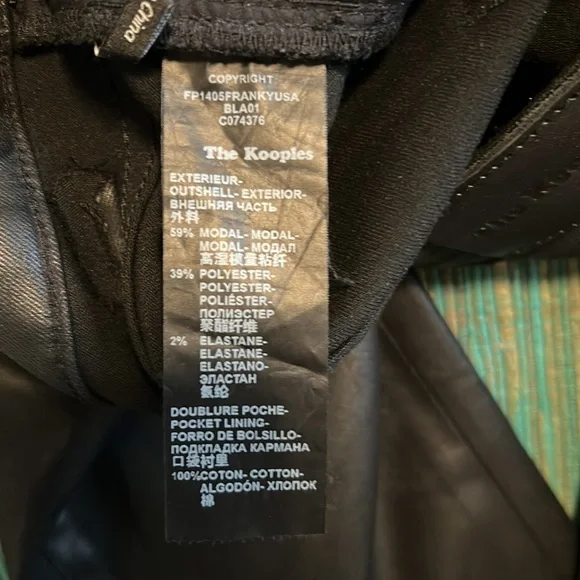 China
COPYRIGHT
FP1405FRANKYUSA
BLA01
C074376
The Kooples
EXTERIEUR-
OUTSHELL- EXTERIOR-
ВНЕШНЯЯ ЧАСТЬ
外料
59% MODAL- MODAL-
MODAL- МОДАЛ
高湿模量粘纤
39% POLYESTER-
POLYESTER-
POLIÉSTER-
ПОЛИЭСТЕР
聚酯纤维
2% ELASTANE-
ELASTANE-
ELASTANO-
ЭЛАСТАН
氨纶
DOUBLURE POCHE-
POCKET LINING-
FORRO DE BOLSILLO-
ПОДКЛАДКА КАРМАНА
口袋衬里
100%COTON- COTTON-
ALGODÓN- ХЛОПОК
棉